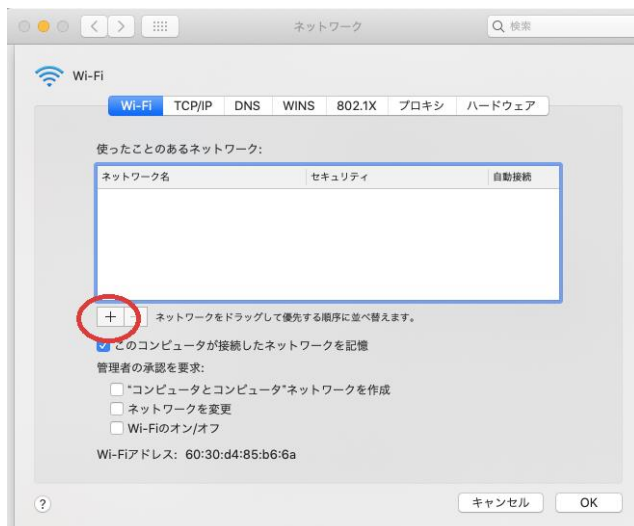 ネットワーク
検索
Wi-Fi
Wi-Fi TCP/IP DNS WINS 802.1X プロキシ ハードウェア
使ったことのあるネットワーク:
ネットワーク名 セキュリティ 自動接続
+ − ネットワークをドラッグして優先する順序に並べ替えます。
このコンピュータが接続したネットワークを記憶
管理者の承認を要求:
"コンピュータとコンピュータ"ネットワークを作成
ネットワークを変更
Wi-Fiのオン/オフ
Wi-Fiアドレス: 60:30:d4:85:b6:6a
? キャンセル OK